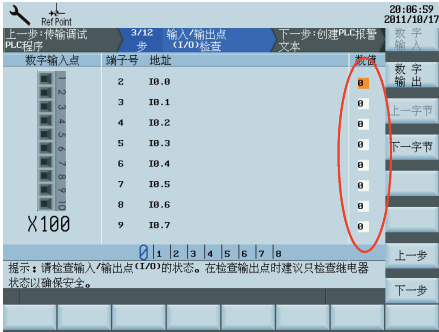 Ref Point
20:06:59
2011/10/17
上一步:传输调试
PLC程序
3/12 输入/输出点
步 (I/O)检查
下一步:创建PLC报警
文本
数字
输入
数字输入点 端子号 地址 数值
数字
输出
2 I0.0 0
3 I0.1 0
上一字节
4 I0.2 0
5 I0.3 0
下一字节
6 I0.4 0
7 I0.5 0
8 I0.6 0
9 I0.7 0
1 2 3 4 5 6 7 8 9 10
X100
0 1 2 3 4 5 6 7 8
上一步
提示:请检查输入/输出点(I/O)的状态。在检查输出点时建议只检查继电器
状态以确保安全。
下一步